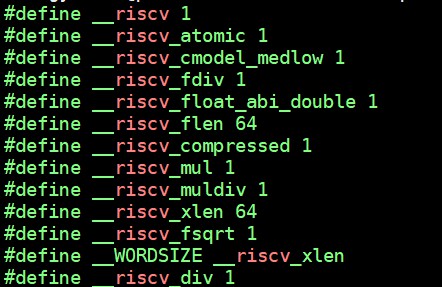 #define __riscv 1
#define __riscv_atomic 1
#define __riscv_cmodel_medlow 1
#define __riscv_fdiv 1
#define __riscv_float_abi_double 1
#define __riscv_flen 64
#define __riscv_compressed 1
#define __riscv_mul 1
#define __riscv_muldiv 1
#define __riscv_xlen 64
#define __riscv_fsqrt 1
#define __WORDSIZE __riscv_xlen
#define __riscv_div 1